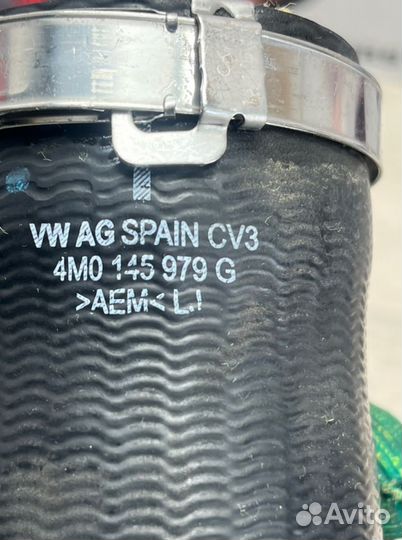 VW AG SPAIN CV3
4M0 145 979 G
>AEM< L.I
Avito